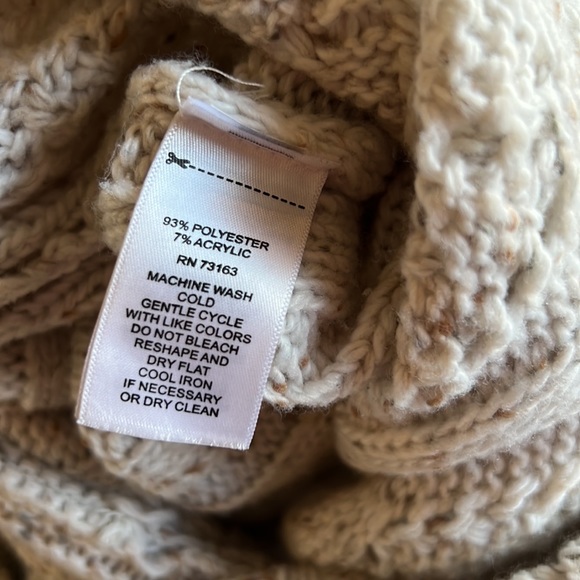 93% POLYESTER
7% ACRYLIC
RN 73163
MACHINE WASH
COLD
GENTLE CYCLE
WITH LIKE COLORS
DO NOT BLEACH
RESHAPE AND
DRY FLAT
COOL IRON
IF NECESSARY
OR DRY CLEAN